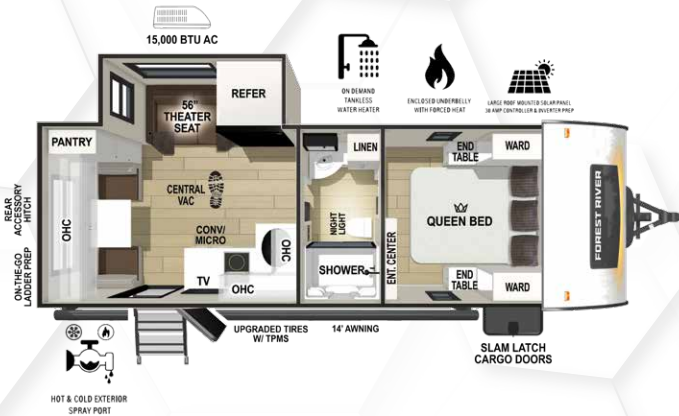 15,000 BTU AC
ON DEMAND
TANKLESS
WATER HEATER
ENCLOSED UNDERBELLY
WITH FORCED HEAT
LARGE ROOF MOUNTED SOLAR PANEL
30 AMP CONTROLLER & INVERTER PREP
56"
THEATER
SEAT
REFER
PANTRY
LINEN
END
TABLE
WARD
REAR
ACCESSORY
HITCH
ON-THE-GO
LADDER PREP
OHC
CENTRAL
VAC
CONV/
MICRO
OHC
TV
OHC
NIGHT
LIGHT
SHOWER
ENT. CENTER
QUEEN BED
END
TABLE
WARD
FOREST RIVER
UPGRADED TIRES
W/ TPMS
14' AWNING
SLAM LATCH
CARGO DOORS
HOT & COLD EXTERIOR
SPRAY PORT